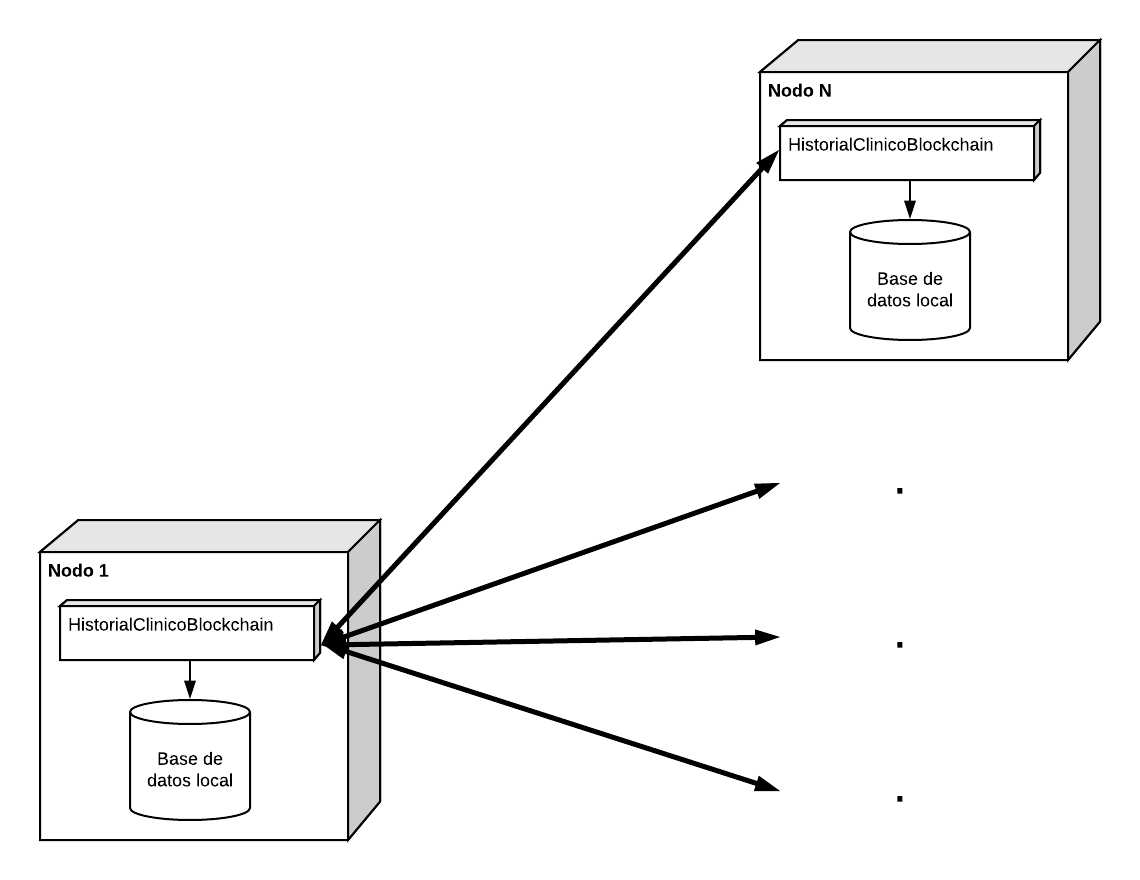 Nodo N
HistorialClinicoBlockchain
Base de
datos local
.
.
.
Nodo 1
HistorialClinicoBlockchain
Base de
datos local